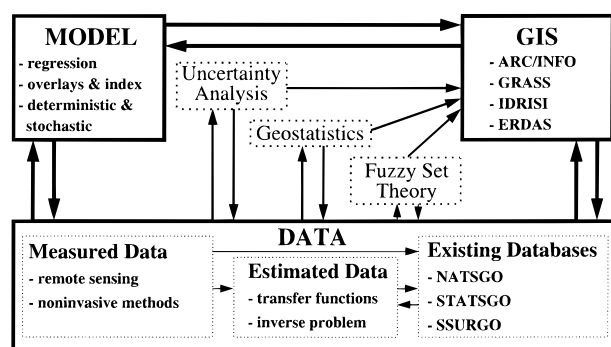 MODEL
- regression
- overlays & index
- deterministic &
stochastic
GIS
- ARC/INFO
- GRASS
- IDRISI
- ERDAS
Uncertainty
Analysis
Geostatistics
Fuzzy Set
Theory
DATA
Measured Data
- remote sensing
- noninvasive methods
Estimated Data
- transfer functions
- inverse problem
Existing Databases
- NATSGO
- STATSGO
- SSURGO